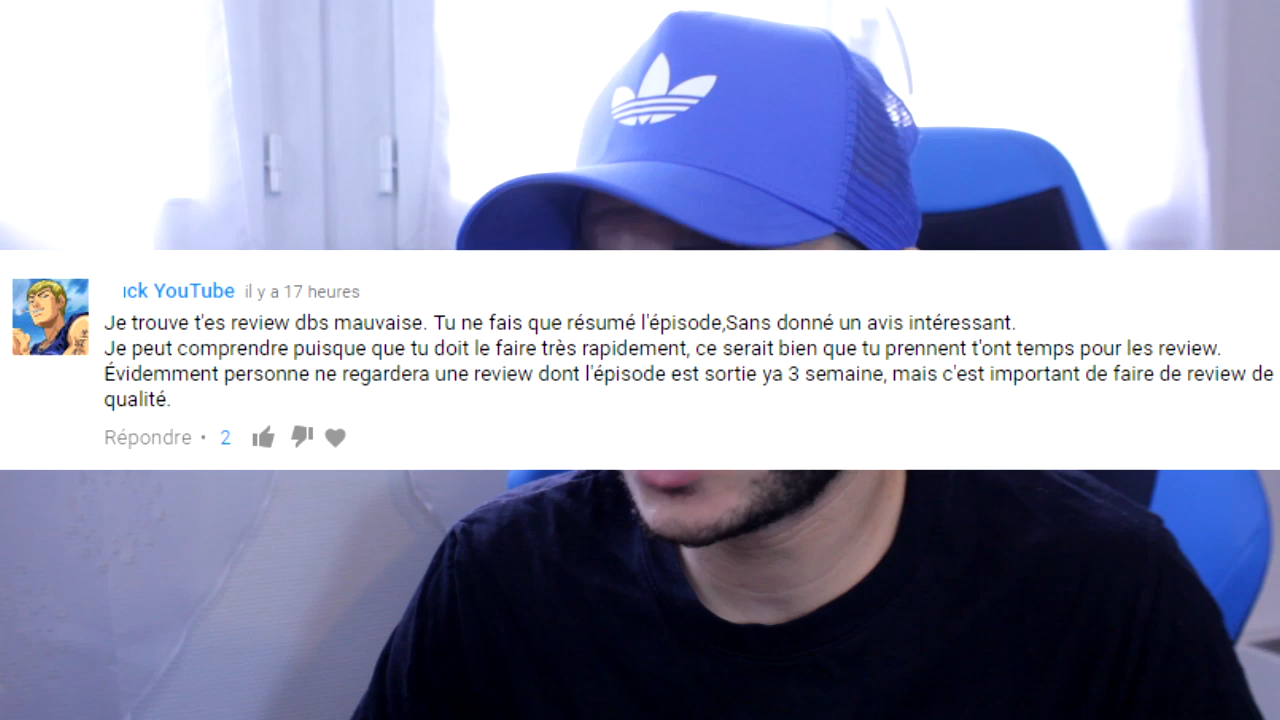 ick YouTube il y a 17 heures
Je trouve t'es review dbs mauvaise. Tu ne fais que résumé l'épisode,Sans donné un avis intéressant.
Je peut comprendre puisque que tu doit le faire très rapidement, ce serait bien que tu prennent t'ont temps pour les review.
Évidemment personne ne regardera une review dont l'épisode est sortie ya 3 semaine, mais c'est important de faire de review de
qualité.
Répondre • 2